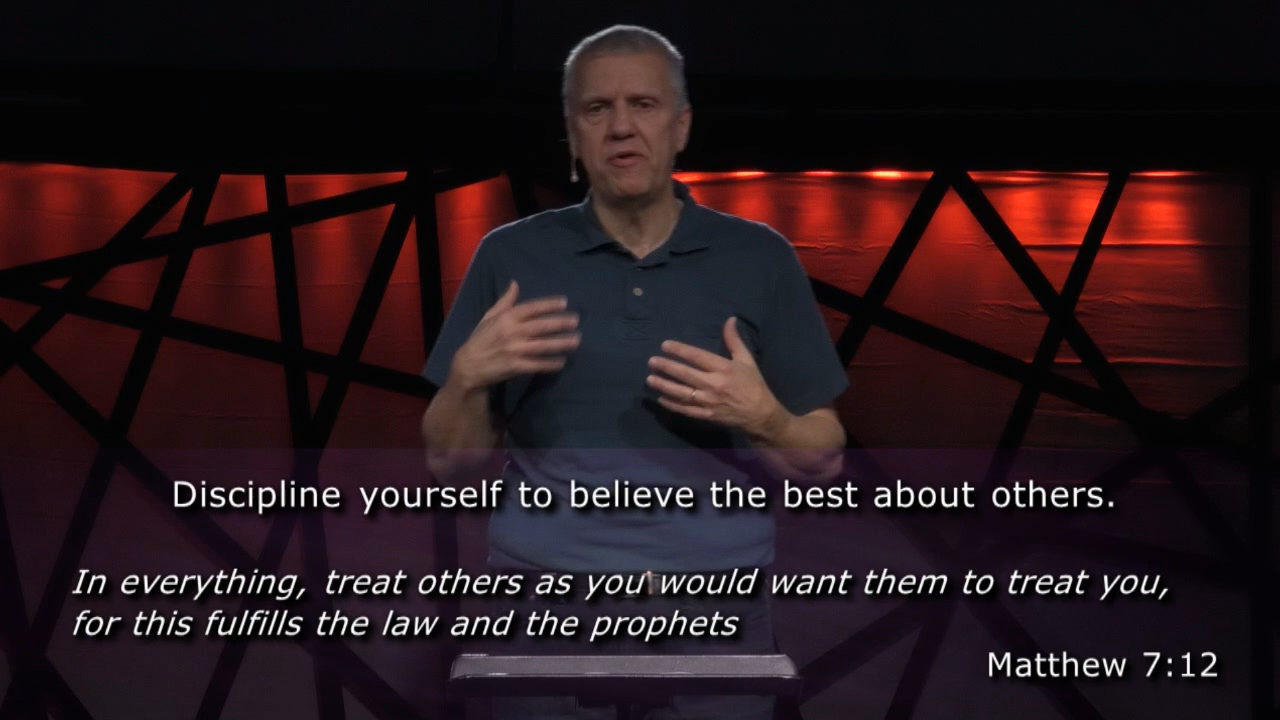 Discipline yourself to believe the best about others.
In everything, treat others as you would want them to treat you,
for this fulfills the law and the prophets
Matthew 7:12